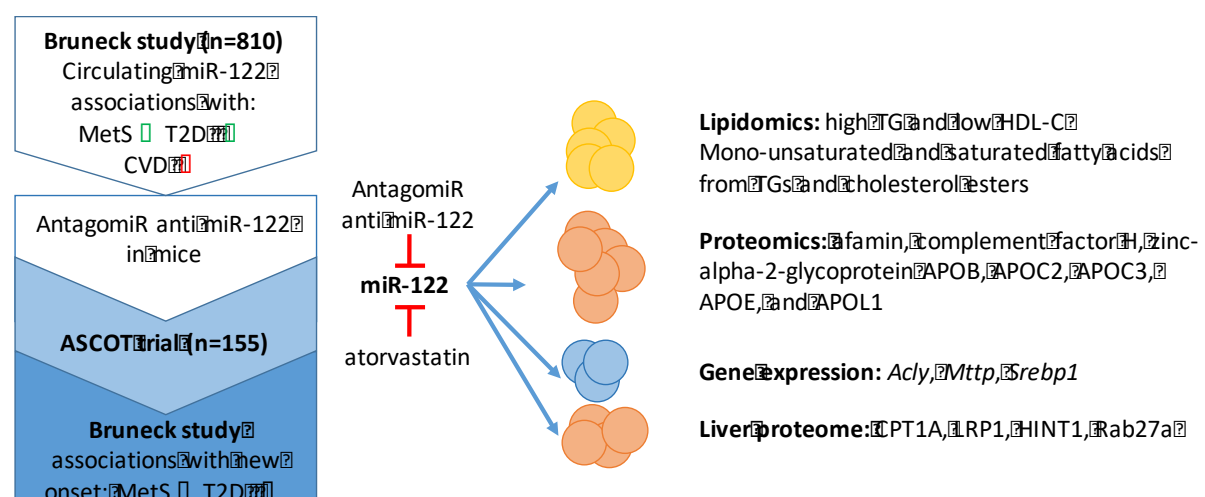 Bruneck study (n=810)
Circulating miR-122
associations with:
MetS T2D
CVD
AntagomiR anti miR-122
in mice
ASCOT trial (n=155)
Bruneck study
associations with new
onset: MetS T2D
AntagomiR
anti miR-122
miR-122
atorvastatin
Lipidomics: high TG and low HDL-C
Mono-unsaturated and saturated fatty acids
from TGs and cholesterol esters
Proteomics: afamin, complement factor H, zinc-
alpha-2-glycoprotein APOB, APOC2, APOC3,
APOE, and APOL1
Gene expression: Acly, Mttp, Srebp1
Liver proteome: CPT1A, LRP1, HINT1, Rab27a